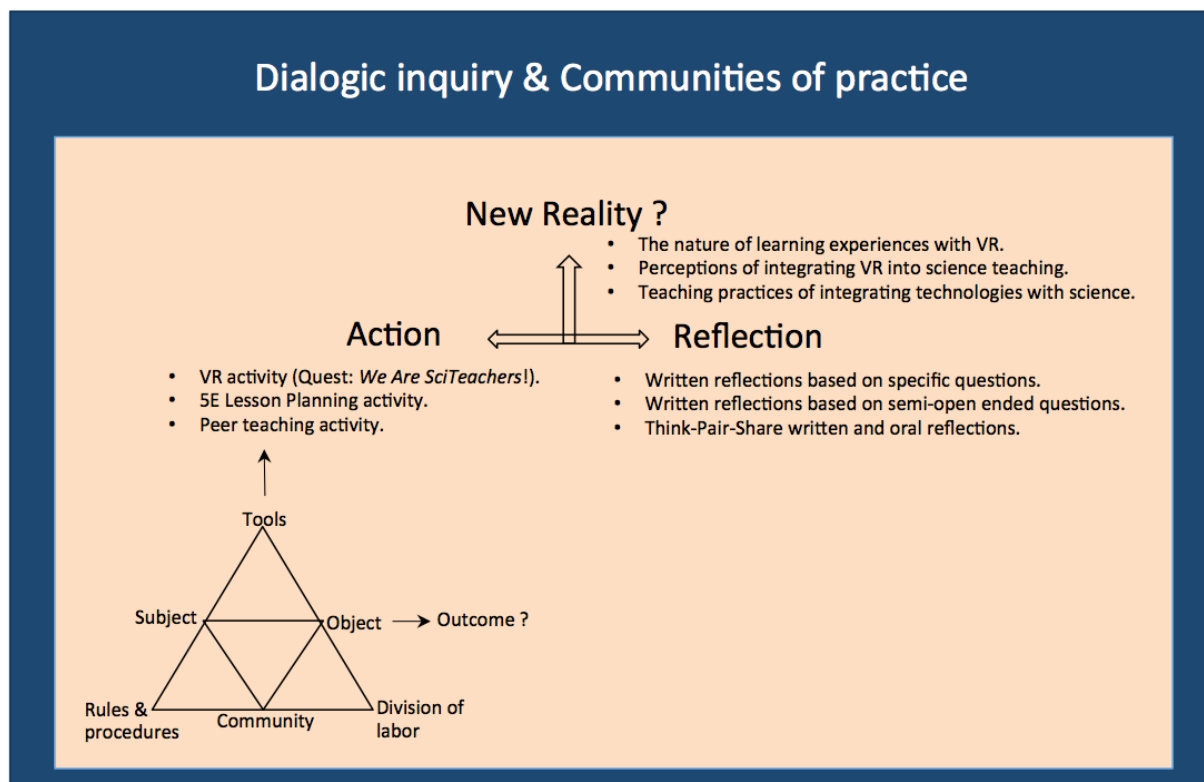 Dialogic inquiry & Communities of practice
New Reality ?
• The nature of learning experiences with VR.
• Perceptions of integrating VR into science teaching.
• Teaching practices of integrating technologies with science.
Action
• VR activity (Quest: We Are SciTeachers!).
• 5E Lesson Planning activity.
• Peer teaching activity.
Reflection
• Written reflections based on specific questions.
• Written reflections based on semi-open ended questions.
• Think-Pair-Share written and oral reflections.
Tools
Subject
Object
Outcome ?
Rules &
procedures
Community
Division of
labor